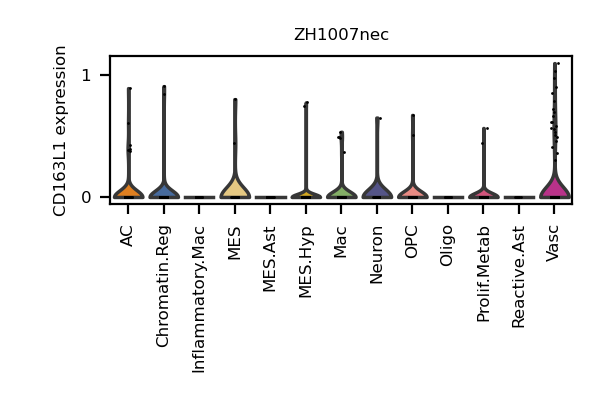 ZH1007nec
CD163L1 expression
1
0
AC
Chromatin.Reg
Inflammatory.Mac
MES
MES.Ast
MES.Hyp
Mac
Neuron
OPC
Oligo
Prolif.Metab
Reactive.Ast
Vasc